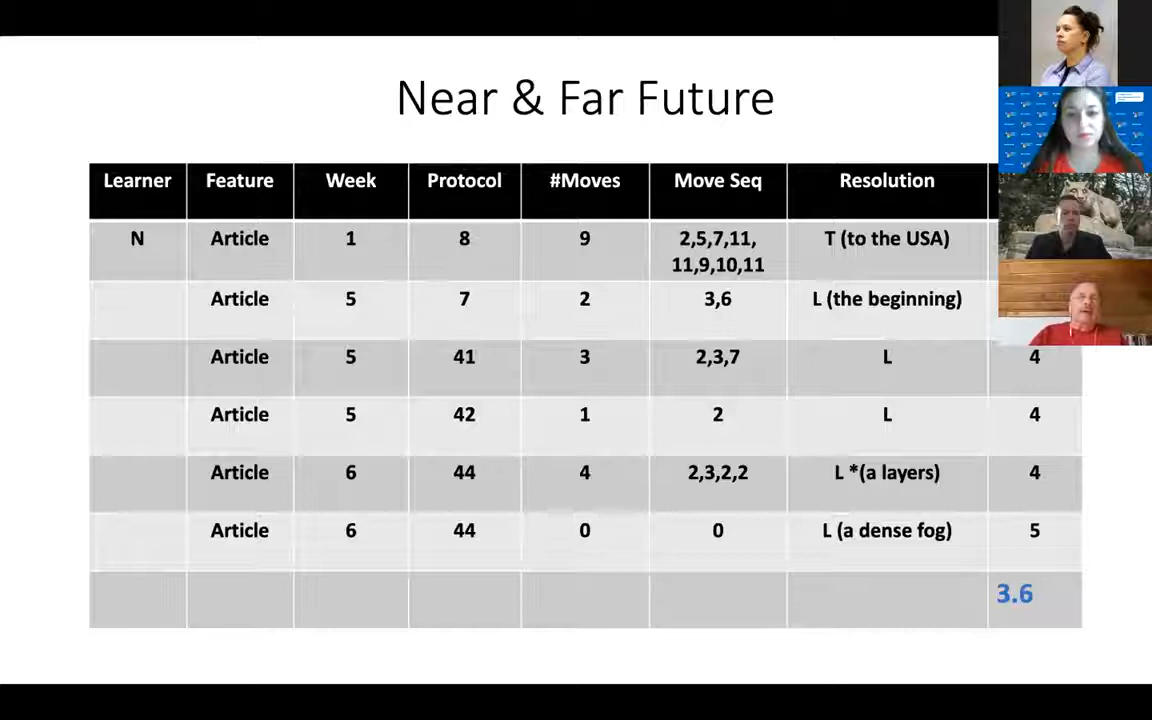 Near & Far Future
Learner Feature Week Protocol #Moves Move Seq Resolution
N Article 1 8 9 2,5,7,11, T (to the USA)
11,9,10,11
Article 5 7 2 3,6 L (the beginning)
Article 5 41 3 2,3,7 L 4
Article 5 42 1 2 L 4
Article 6 44 4 2,3,2,2 L *(a layers) 4
Article 6 44 0 0 L (a dense fog) 5
3.6